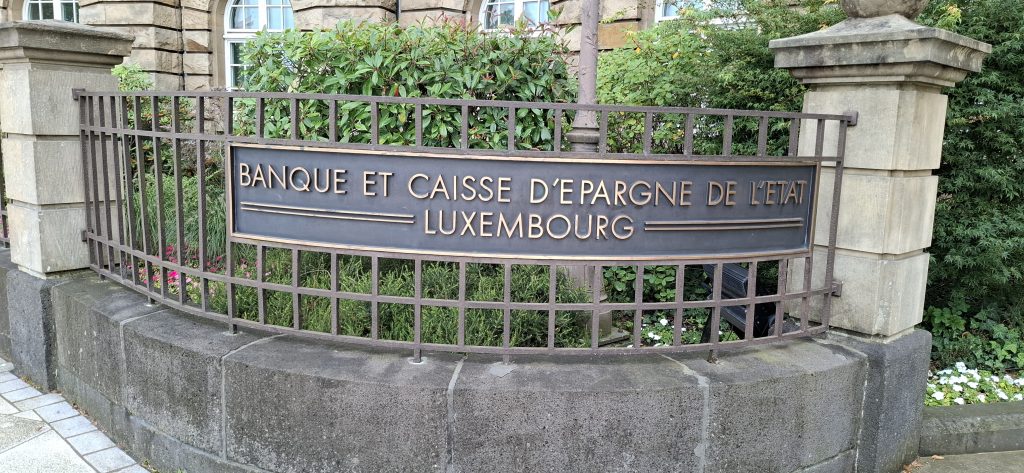 BANQUE ET CAISSE D'EPARGNE DE L'ETAT
LUXEMBOURG